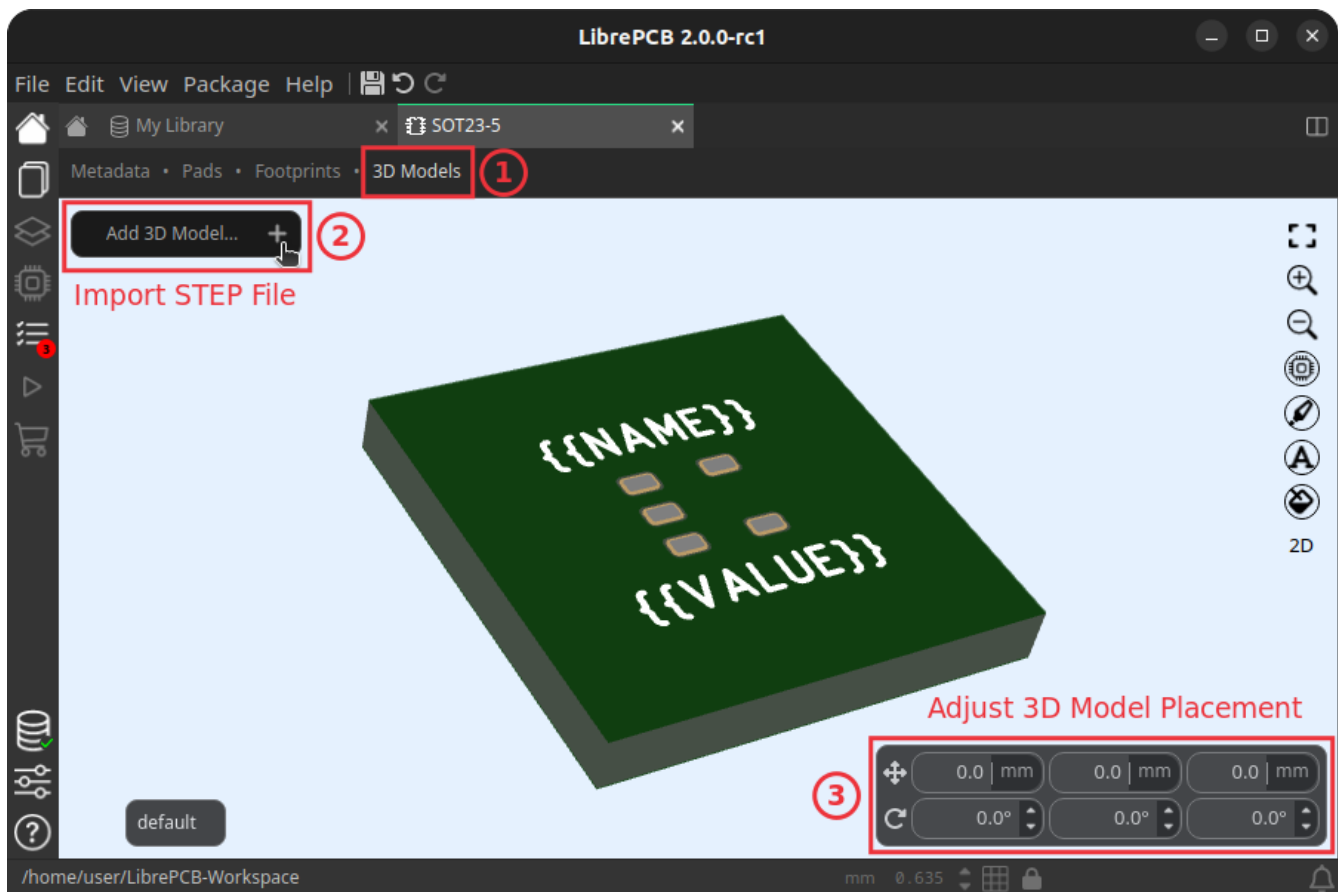 LibrePCB 2.0.0-rc1
File Edit View Package Help
My Library
SOT23-5
Metadata • Pads • Footprints • 3D Models
1
Add 3D Model...
2
Import STEP File
3
{{NAME}}
{{VALUE}}
2D
Adjust 3D Model Placement
3
0.0 mm 0.0 mm 0.0 mm
0.0° 0.0° 0.0°
default
/home/user/LibrePCB-Workspace
mm 0.635